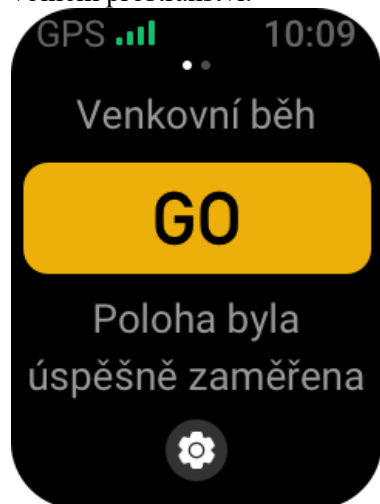 GPS 10:09
Venkovní běh
GO
Poloha byla
úspěšně zaměřena